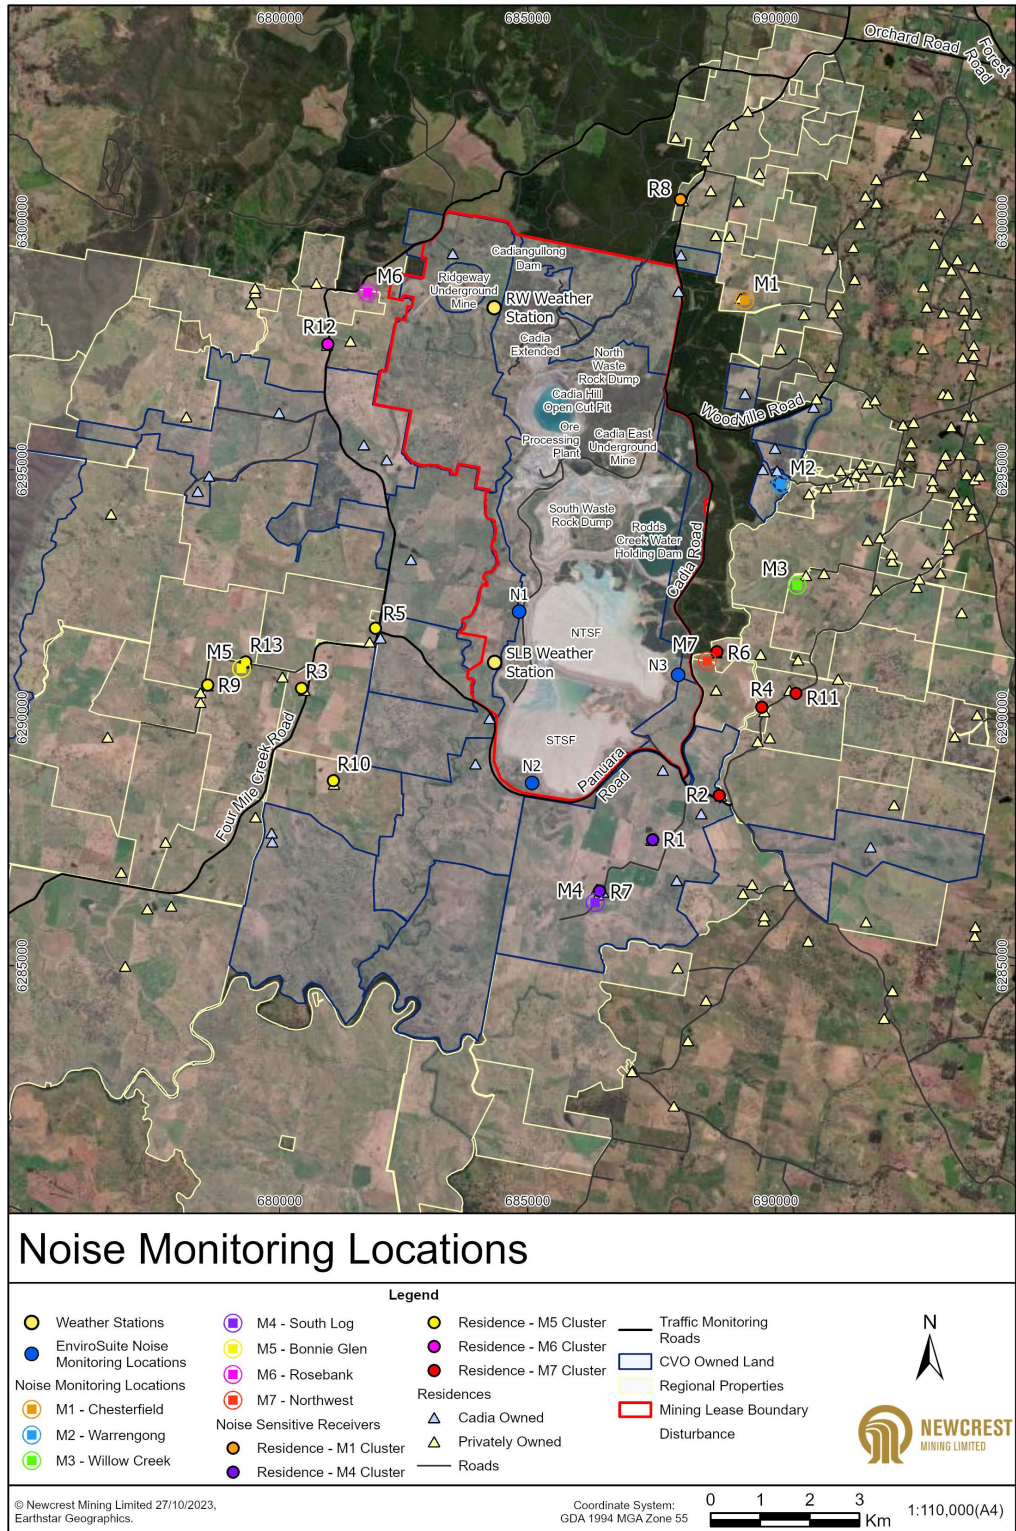 680000
685000
690000
Orchard Road
Forest
Road
R8
6300000
6300000
Cadiangullong
Dam
M6
Ridgeway
Underground
Mine
RW Weather
Station
M1
R12
Cadia
Extended
North
Waste
Rock Dump
Cadia Hill
Open Cut Pit
Woodville Road
Ore
Processing
Plant
Cadia East
Underground
Mine
6295000
6295000
M2
South Waste
Rock Dump
Rodds
Creek Water
Holding Dam
Cadia Road
M3
N1
R5
NTSF
M5
R13
SLB Weather
Station
M7
R6
N3
R9
R3
R4
R11
6290000
6290000
STSF
Four Mile Creek Road
R10
N2
Panuara
Road
R2
R1
M4
R7
6285000
6285000
680000
685000
690000
Noise Monitoring Locations
Legend
Weather Stations
EnviroSuite Noise
Monitoring Locations
Noise Monitoring Locations
M1 - Chesterfield
M2 - Warrengong
M3 - Willow Creek
M4 - South Log
M5 - Bonnie Glen
M6 - Rosebank
M7 - Northwest
Noise Sensitive Receivers
Residence - M1 Cluster
Residence - M4 Cluster
Residence - M5 Cluster
Residence - M6 Cluster
Residence - M7 Cluster
Residences
Cadia Owned
Privately Owned
Roads
Traffic Monitoring
Roads
CVO Owned Land
Regional Properties
Mining Lease Boundary
Disturbance
N
NEWCREST
MINING LIMITED
© Newcrest Mining Limited 27/10/2023,
Earthstar Geographics.
Coordinate System:
GDA 1994 MGA Zone 55
0 1 2 3
Km
1:110,000(A4)